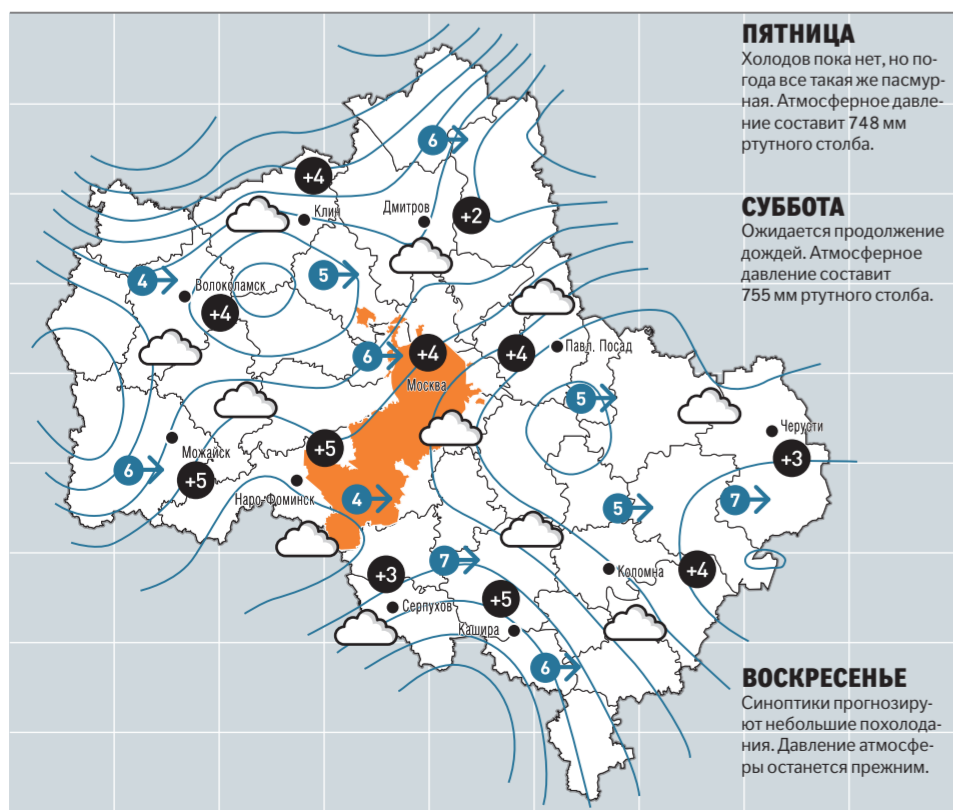 ПЯТНИЦА
Холодов пока нет, но по-
года все такая же пасмур-
ная. Атмосферное давле-
ние составит 748 мм
ртутного столба.
СУББОТА
Ожидается продолжение
дождей. Атмосферное
давление составит
755 мм ртутного столба.
ВОСКРЕСЕНЬЕ
Синоптики прогнозиру-
ют небольшие похолода-
ния. Давление атмосфе-
ры останется прежним.
6
+4
Клин
Дмитров
+2
4
Волоколамск
5
+4
6
+4
Москва
+4
Павл. Посад
5
Черусти
+3
Можайск
6
+5
+5
Наро-Фоминск
4
5
7
7
+3
Серпухов
+5
Кашира
6
Коломна
+4